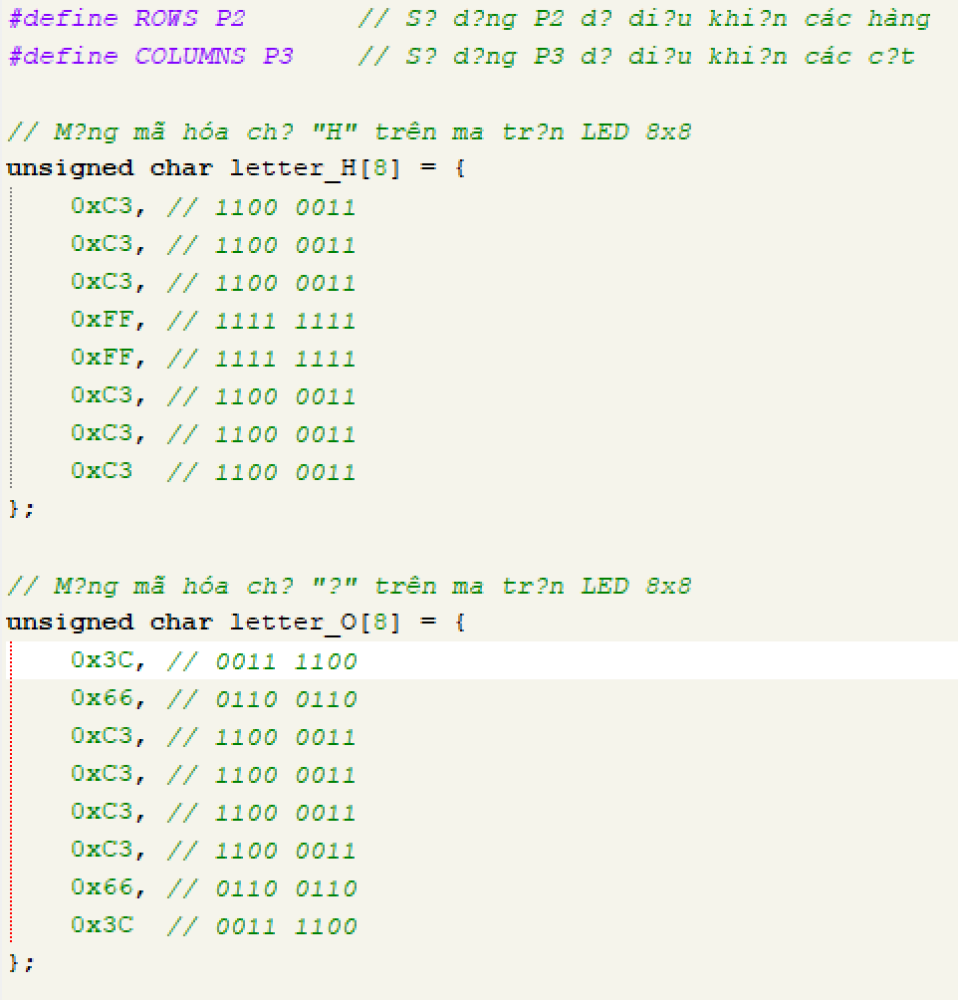 #define ROWS P2       // S? d?ng P2 d? di?u khi?n các hàng
#define COLUMNS P3    // S? d?ng P3 d? di?u khi?n các c?t
// M?ng mã hóa ch? "H" trên ma tr?n LED 8x8
unsigned char letter_H[8] = {
    0xC3, // 1100 0011
    0xC3, // 1100 0011
    0xC3, // 1100 0011
    0xFF, // 1111 1111
    0xFF, // 1111 1111
    0xC3, // 1100 0011
    0xC3, // 1100 0011
    0xC3  // 1100 0011
};
// M?ng mã hóa ch? "?" trên ma tr?n LED 8x8
unsigned char letter_O[8] = {
    0x3C, // 0011 1100
    0x66, // 0110 0110
    0xC3, // 1100 0011
    0xC3, // 1100 0011
    0xC3, // 1100 0011
    0xC3, // 1100 0011
    0x66, // 0110 0110
    0x3C  // 0011 1100
};